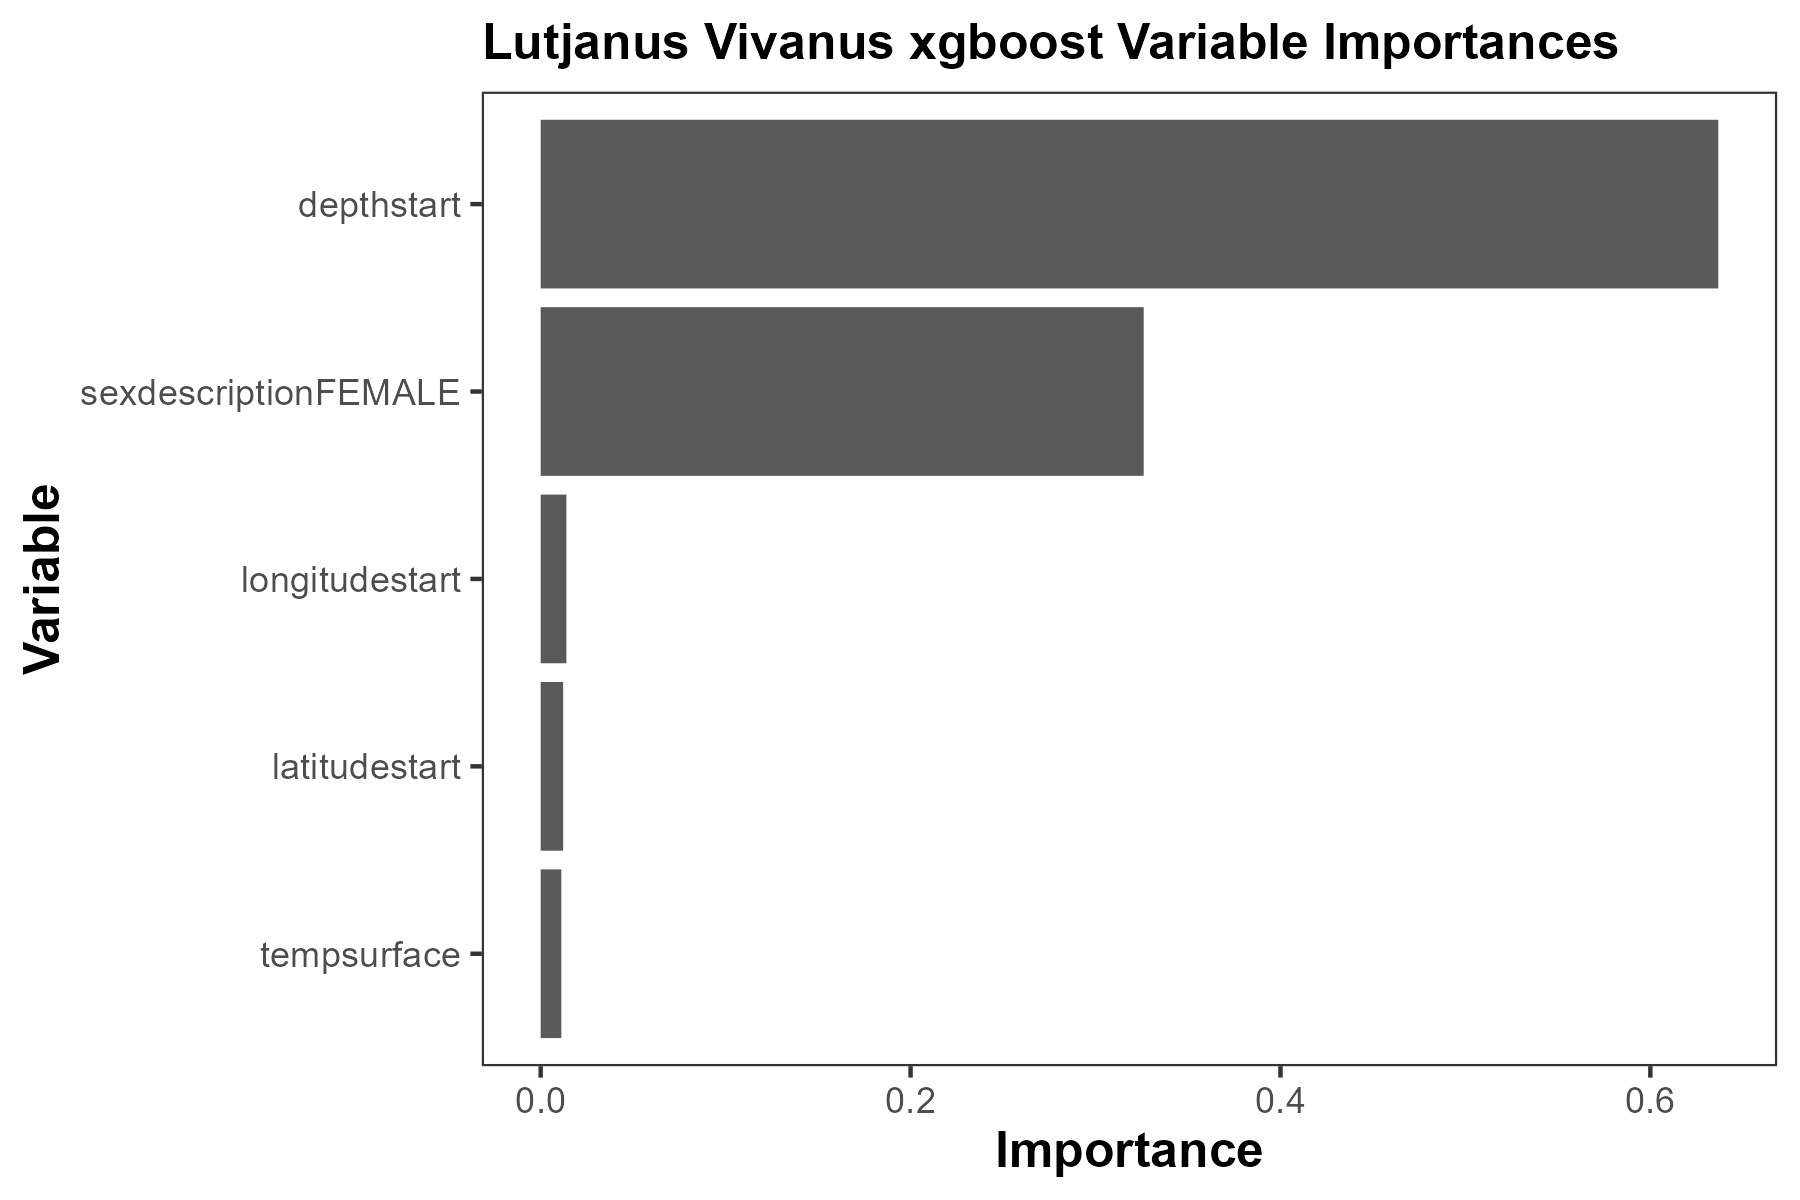 Lutjanus Vivanus xgboost Variable Importances
Variable
depthstart
sexdescriptionFEMALE
longitudestart
latitudestart
tempsurface
0.0 0.2 0.4 0.6
Importance